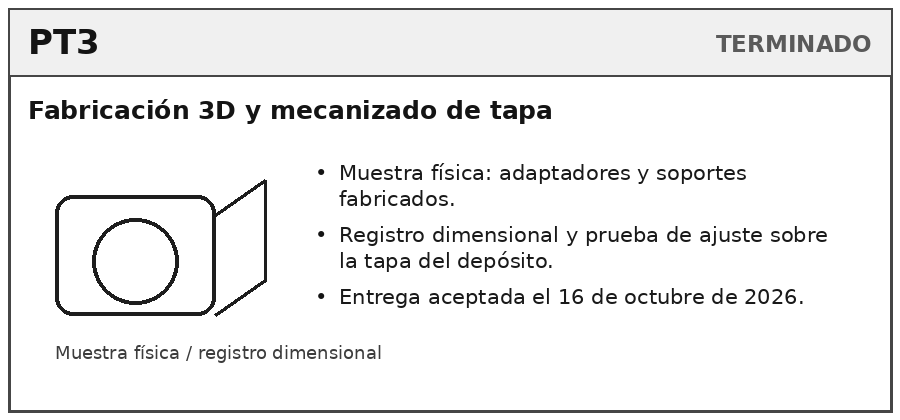 PT3
TERMINADO
Fabricación 3D y mecanizado de tapa
• Muestra física: adaptadores y soportes
fabricados.
• Registro dimensional y prueba de ajuste sobre
la tapa del depósito.
• Entrega aceptada el 16 de octubre de 2026.
Muestra física / registro dimensional